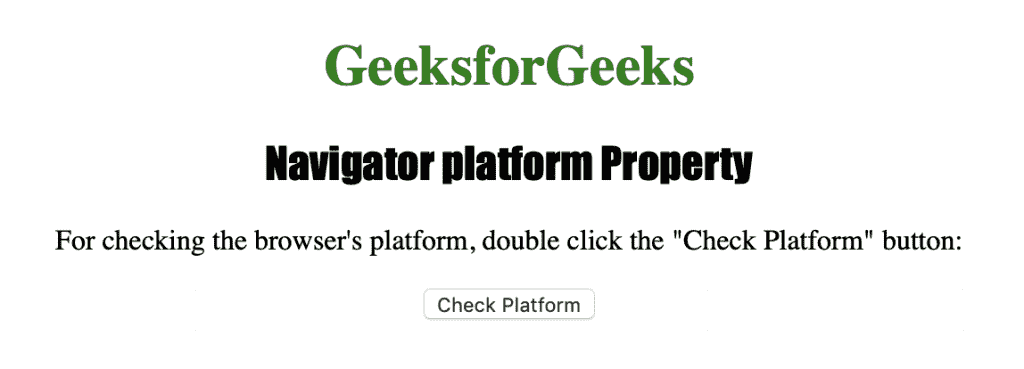 GeeksforGeeks
Navigator platform Property
For checking the browser's platform, double click the "Check Platform" button:
Check Platform